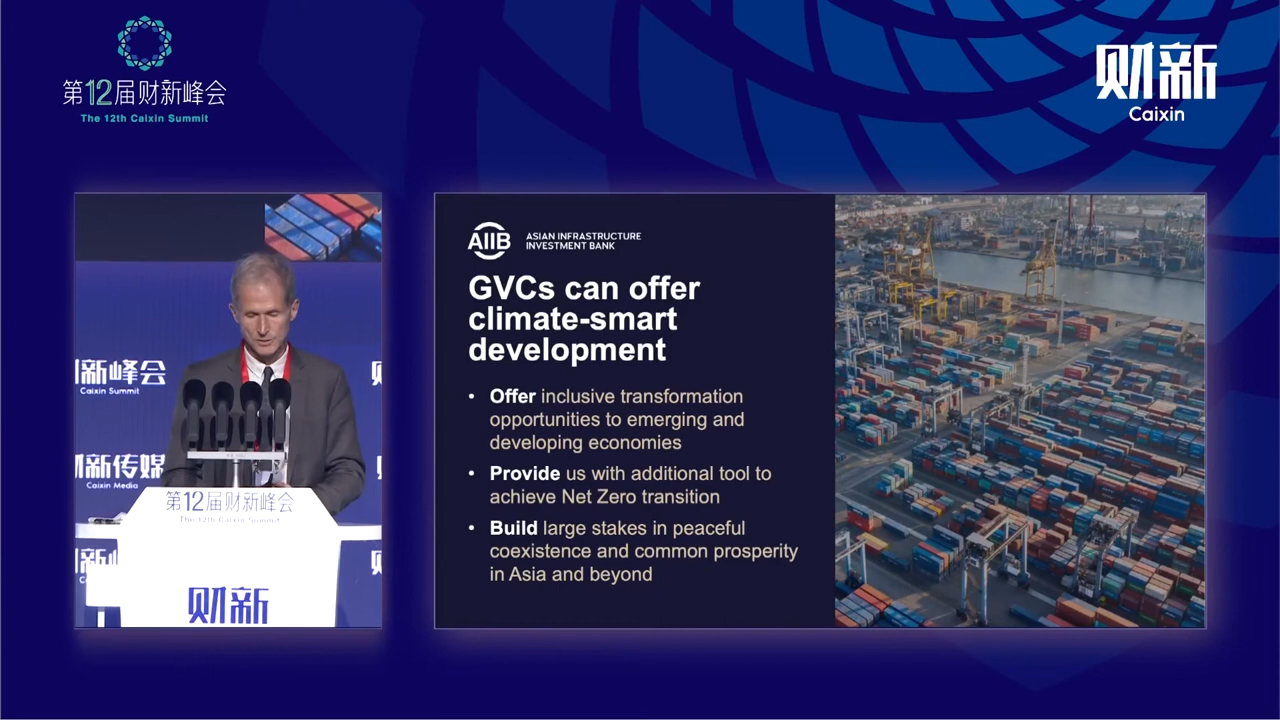 第12届财新峰会
The 12th Caixin Summit
财新
Caixin
财新峰会
Caixin Summit
财新传媒
Caixin Media
第12届财新峰会
The 12th Caixin Summit
财新
AIIB
ASIAN INFRASTRUCTURE
INVESTMENT BANK
GVCs can offer
climate-smart
development
• Offer inclusive transformation
opportunities to emerging and
developing economies
• Provide us with additional tool to
achieve Net Zero transition
• Build large stakes in peaceful
coexistence and common prosperity
in Asia and beyond